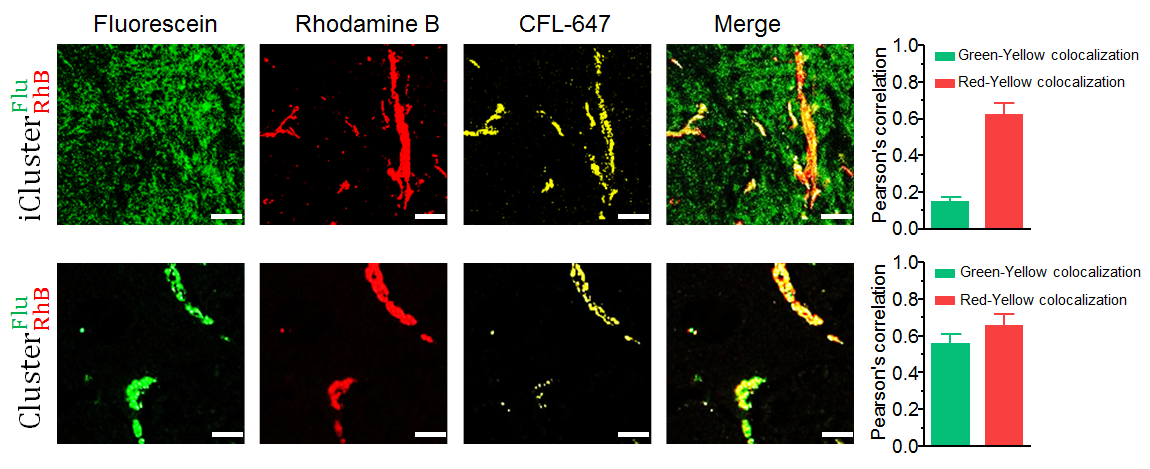 Fluorescein Rhodamine B CFL-647 Merge
iCluster Flu RhB
Pearson's correlation
1.0
0.8
0.6
0.4
0.2
0.0
Green-Yellow colocalization
Red-Yellow colocalization
Cluster Flu RhB
Pearson's correlation
1.0
0.8
0.6
0.4
0.2
0.0
Green-Yellow colocalization
Red-Yellow colocalization